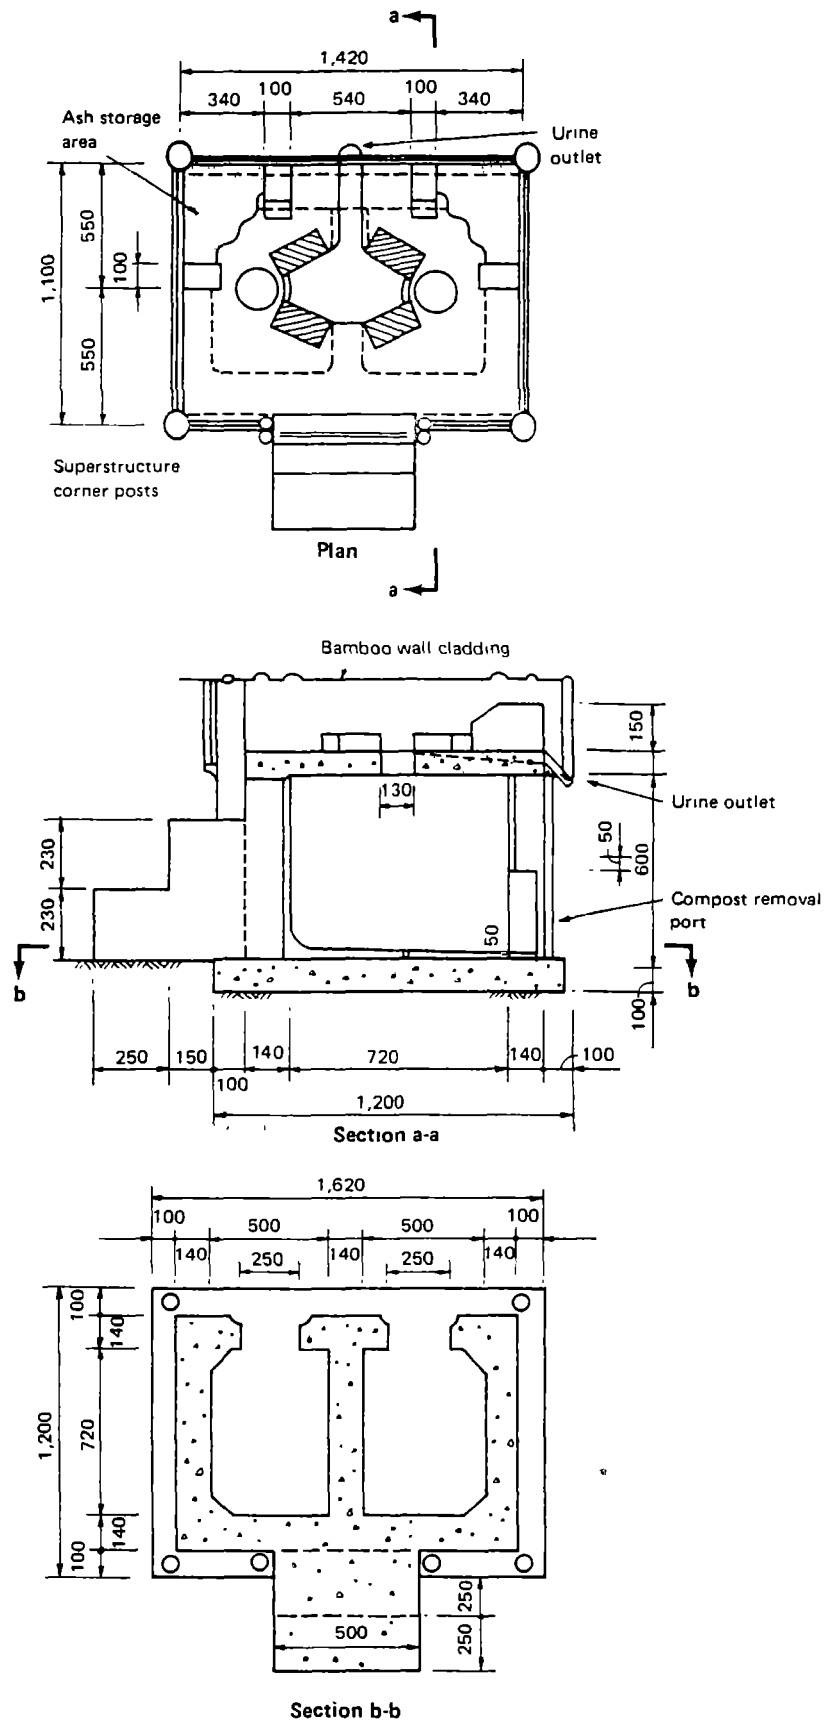 a
1,420
100 100
340 540 340
Ash storage
area
Urine
outlet
550
100
1,100
550
Superstructure
corner posts
Plan
a
Bamboo wall cladding
150
130
Urine outlet
50
600
230
230
50
Compost removal
port
b
b
100
250 150 140 720 140 100
100
1,200
Section a-a
1,620
100 500 500 100
140 250 140 250 140
100
140
720
1,200
140
100
250
500
250
Section b-b